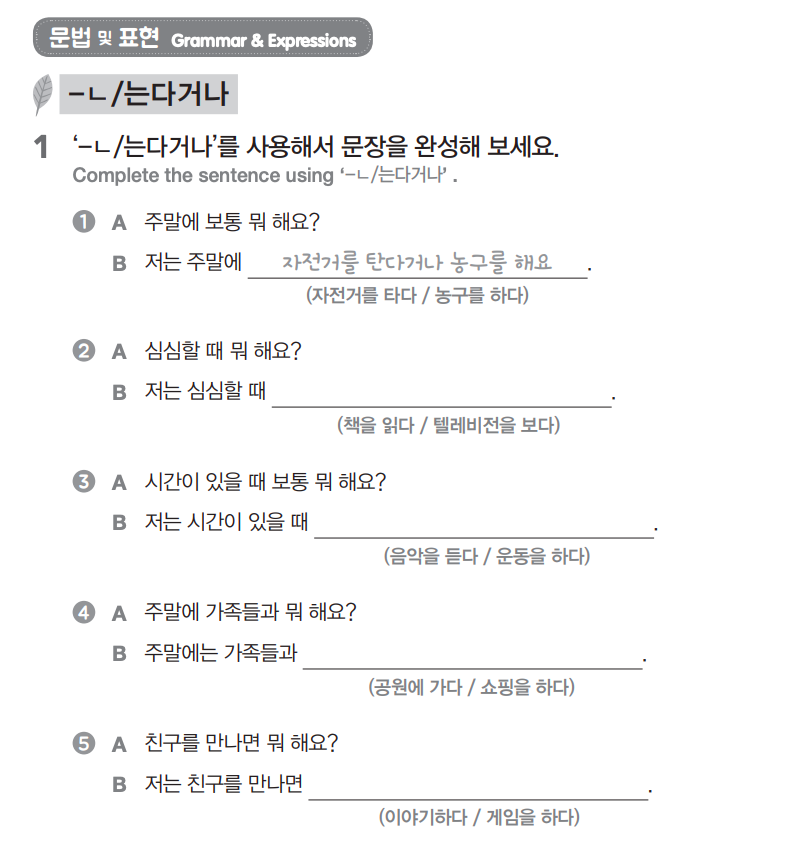 문법 및 표현 Grammar & Expressions
-ㄴ/는다거나
1 '-ㄴ/는다거나'를 사용해서 문장을 완성해 보세요.
Complete the sentence using '-ㄴ/는다거나' .
1 A 주말에 보통 뭐 해요?
B 저는 주말에 자전거를 탄다거나 농구를 해요.
(자전거를 타다 / 농구를 하다)
2 A 심심할 때 뭐 해요?
B 저는 심심할 때 .
(책을 읽다 / 텔레비전을 보다)
3 A 시간이 있을 때 보통 뭐 해요?
B 저는 시간이 있을 때 .
(음악을 듣다 / 운동을 하다)
4 A 주말에 가족들과 뭐 해요?
B 주말에는 가족들과 .
(공원에 가다 / 쇼핑을 하다)
5 A 친구를 만나면 뭐 해요?
B 저는 친구를 만나면 .
(이야기하다 / 게임을 하다)